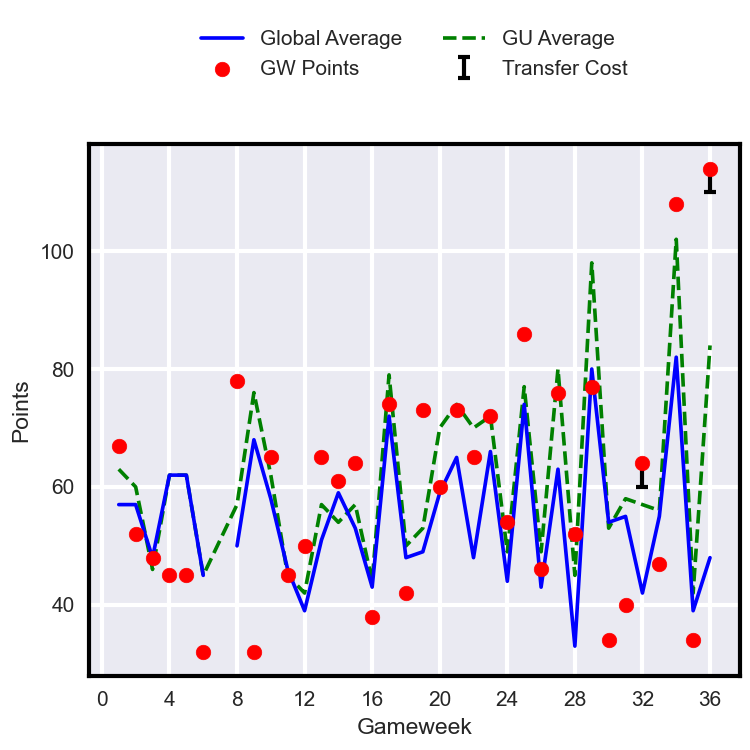 Global Average GU Average
GW Points Transfer Cost
100
80
60
40
Points
0 4 8 12 16 20 24 28 32 36
Gameweek